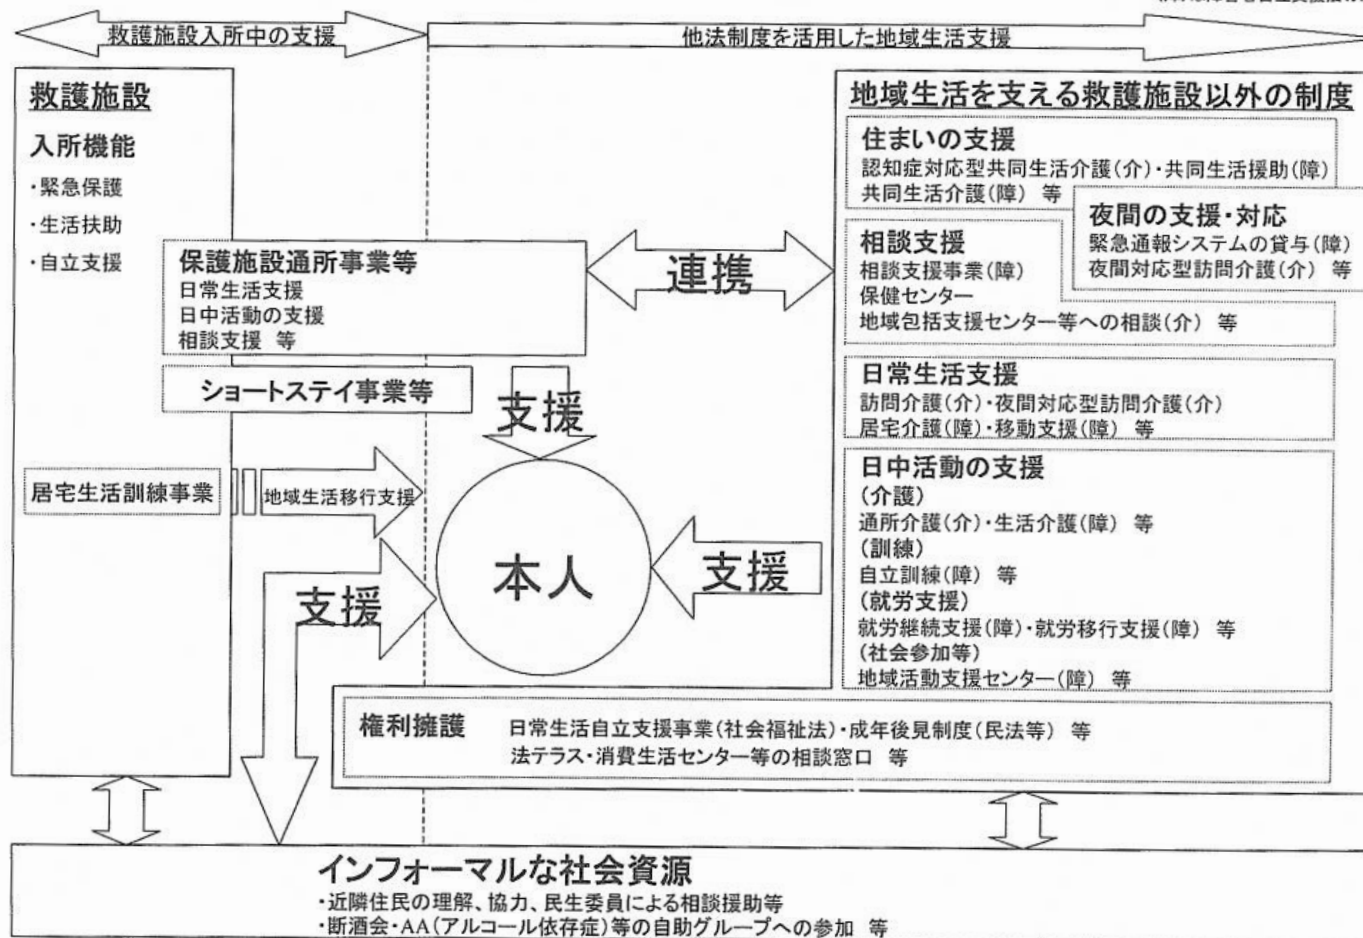 救護施設入所中の支援
他法制度を活用した地域生活支援
救護施設
入所機能
・緊急保護
・生活扶助
・自立支援
保護施設通所事業等
日常生活支援
日中活動の支援
相談支援 等
ショートステイ事業等
居宅生活訓練事業
地域生活移行支援
連携
支援
支援
支援
本人
地域生活を支える救護施設以外の制度
住まいの支援
認知症対応型共同生活介護(介)・共同生活援助(障)
共同生活介護(障) 等
夜間の支援・対応
緊急通報システムの貸与(障)
夜間対応型訪問介護(介) 等
相談支援
相談支援事業(障)
保健センター
地域包括支援センター等への相談(介) 等
日常生活支援
訪問介護(介)・夜間対応型訪問介護(介)
居宅介護(障)・移動支援(障) 等
日中活動の支援
(介護)
通所介護(介)・生活介護(障) 等
(訓練)
自立訓練(障) 等
(就労支援)
就労継続支援(障)・就労移行支援(障) 等
(社会参加等)
地域活動支援センター(障) 等
権利擁護
日常生活自立支援事業(社会福祉法)・成年後見制度(民法等) 等
法テラス・消費生活センター等の相談窓口 等
インフォーマルな社会資源
・近隣住民の理解、協力、民生委員による相談援助等
・断酒会・AA(アルコール依存症)等の自助グループへの参加 等